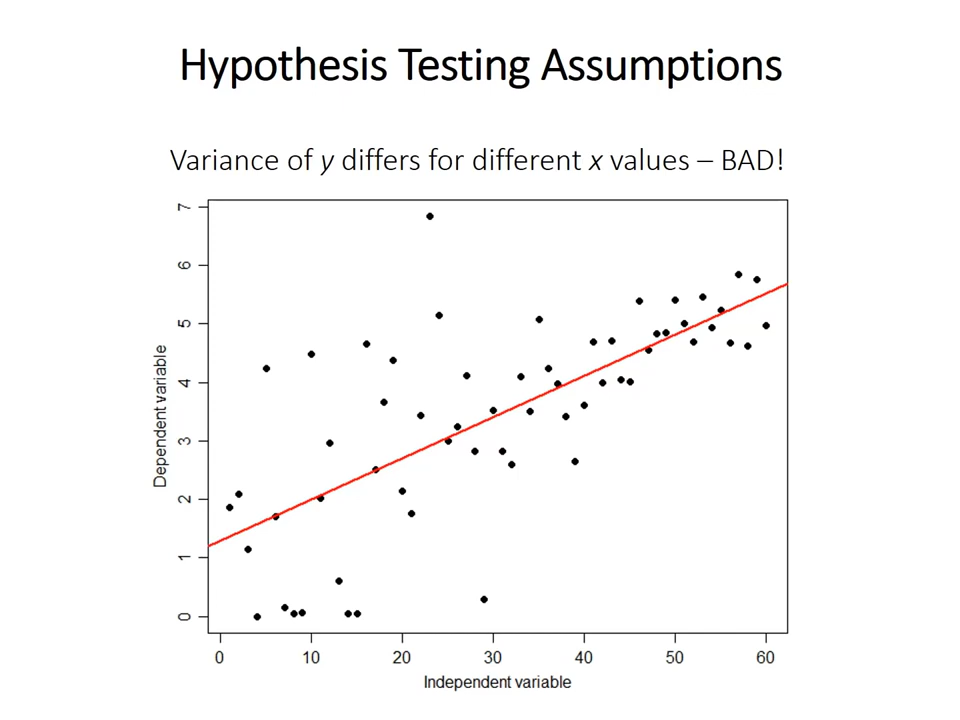 Hypothesis Testing Assumptions
Variance of y differs for different x values – BAD!
7
6
5
4
3
2
1
0
Dependent variable
0 10 20 30 40 50 60
Independent variable